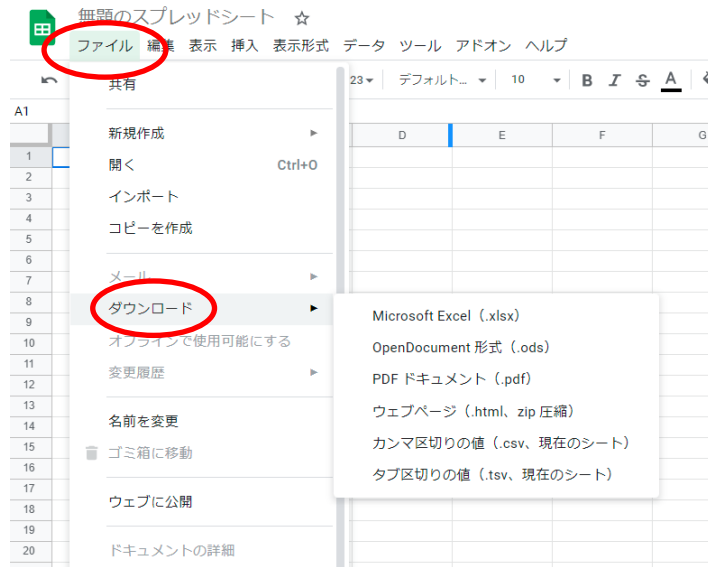 無題のスプレッドシート
ファイル 編集 表示 挿入 表示形式 データ ツール アドオン ヘルプ
23 デフォルト... 10 B I S A
A1
D E F G
共有
新規作成
開く Ctrl+O
インポート
コピーを作成
メール
ダウンロード
オフラインで使用可能にする
変更履歴
名前を変更
ゴミ箱に移動
ウェブに公開
ドキュメントの詳細
Microsoft Excel（.xlsx）
OpenDocument 形式（.ods）
PDF ドキュメント（.pdf）
ウェブページ（.html、zip 圧縮）
カンマ区切りの値（.csv、現在のシート）
タブ区切りの値（.tsv、現在のシート）
1
2
3
4
5
6
7
8
9
10
11
12
13
14
15
16
17
18
19
20